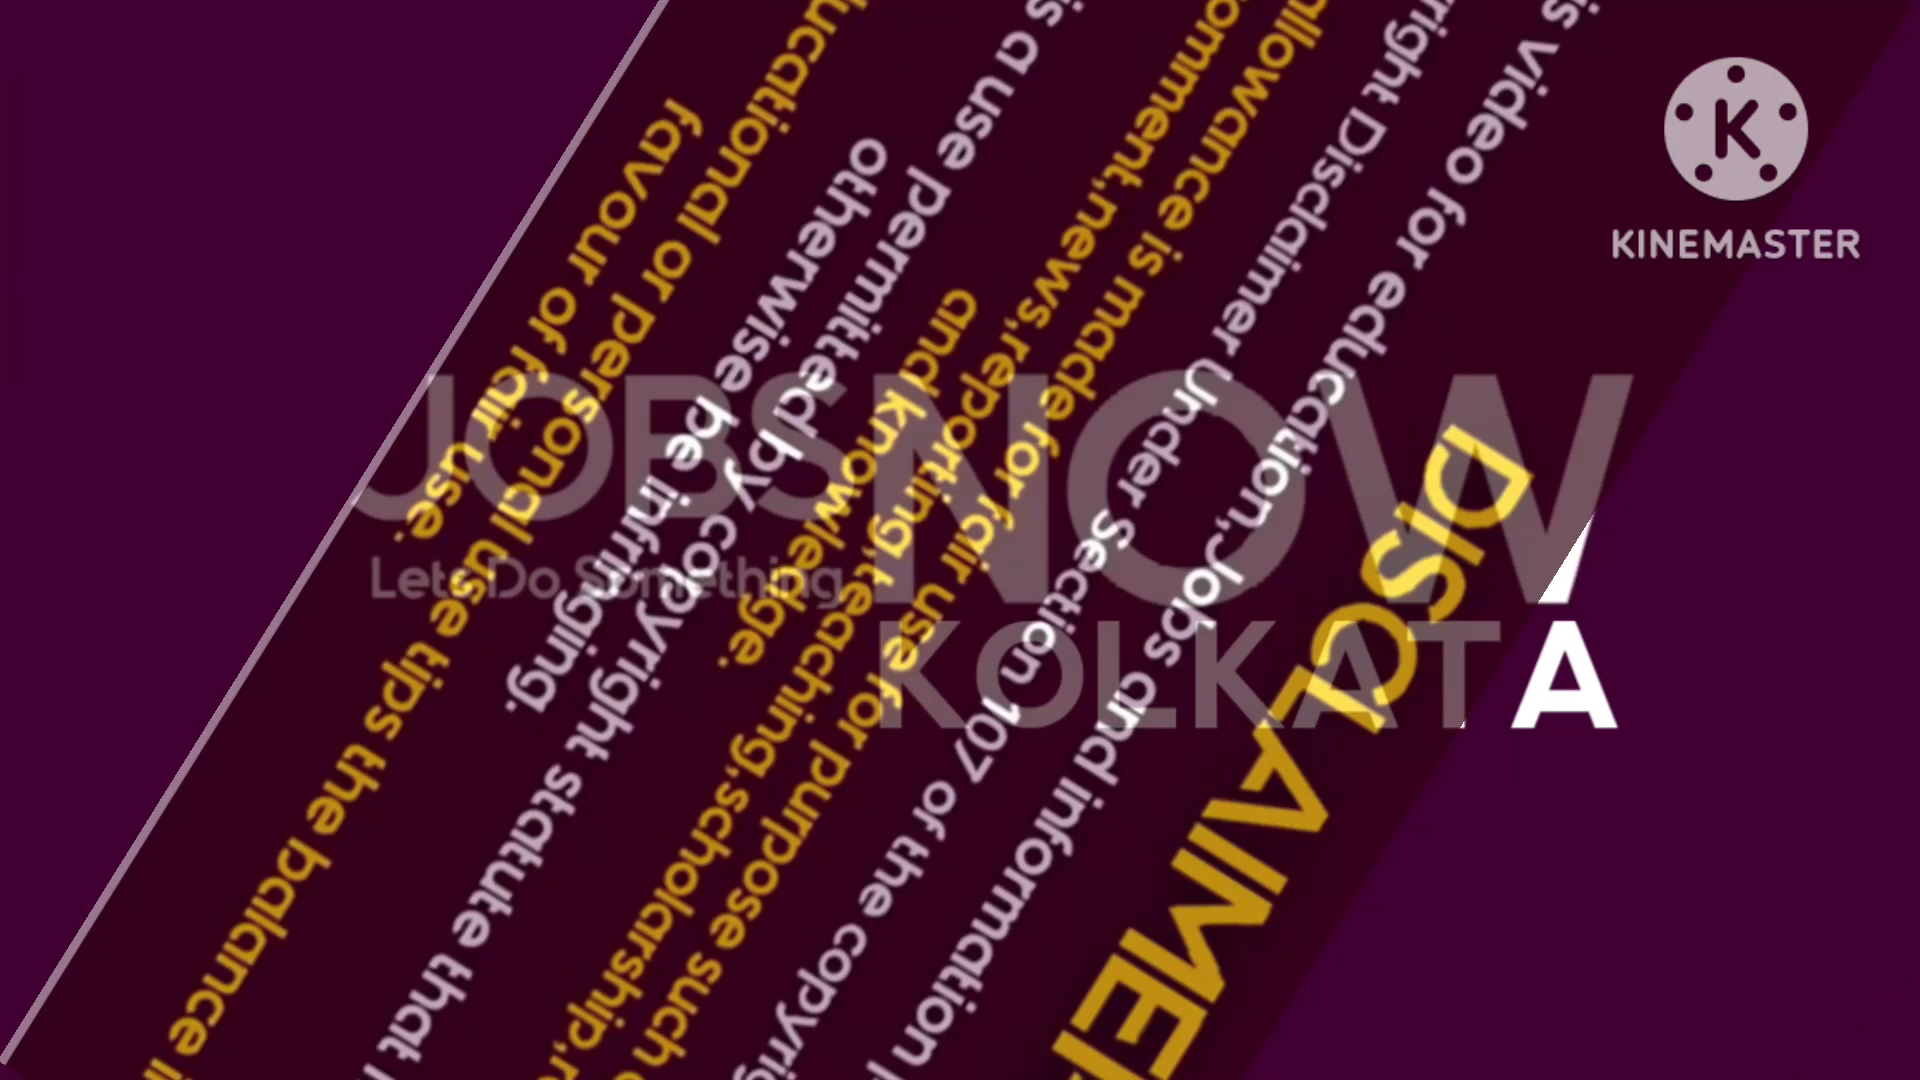 DISCLAIMER
is video for education,Jobs and information
right Disclaimer Under Section 107 of the copyrig
allowance is made for fair use for purpose such
comment,news,reporting,teaching,scholarship,
and knowledge.
is a use permitted by copyright statute that
otherwise be infringing.
ducational or personal use tips the balance i
favour of fair use.
JOBSNOW
Lets Do Something
KOLKATA
K
KINEMASTER